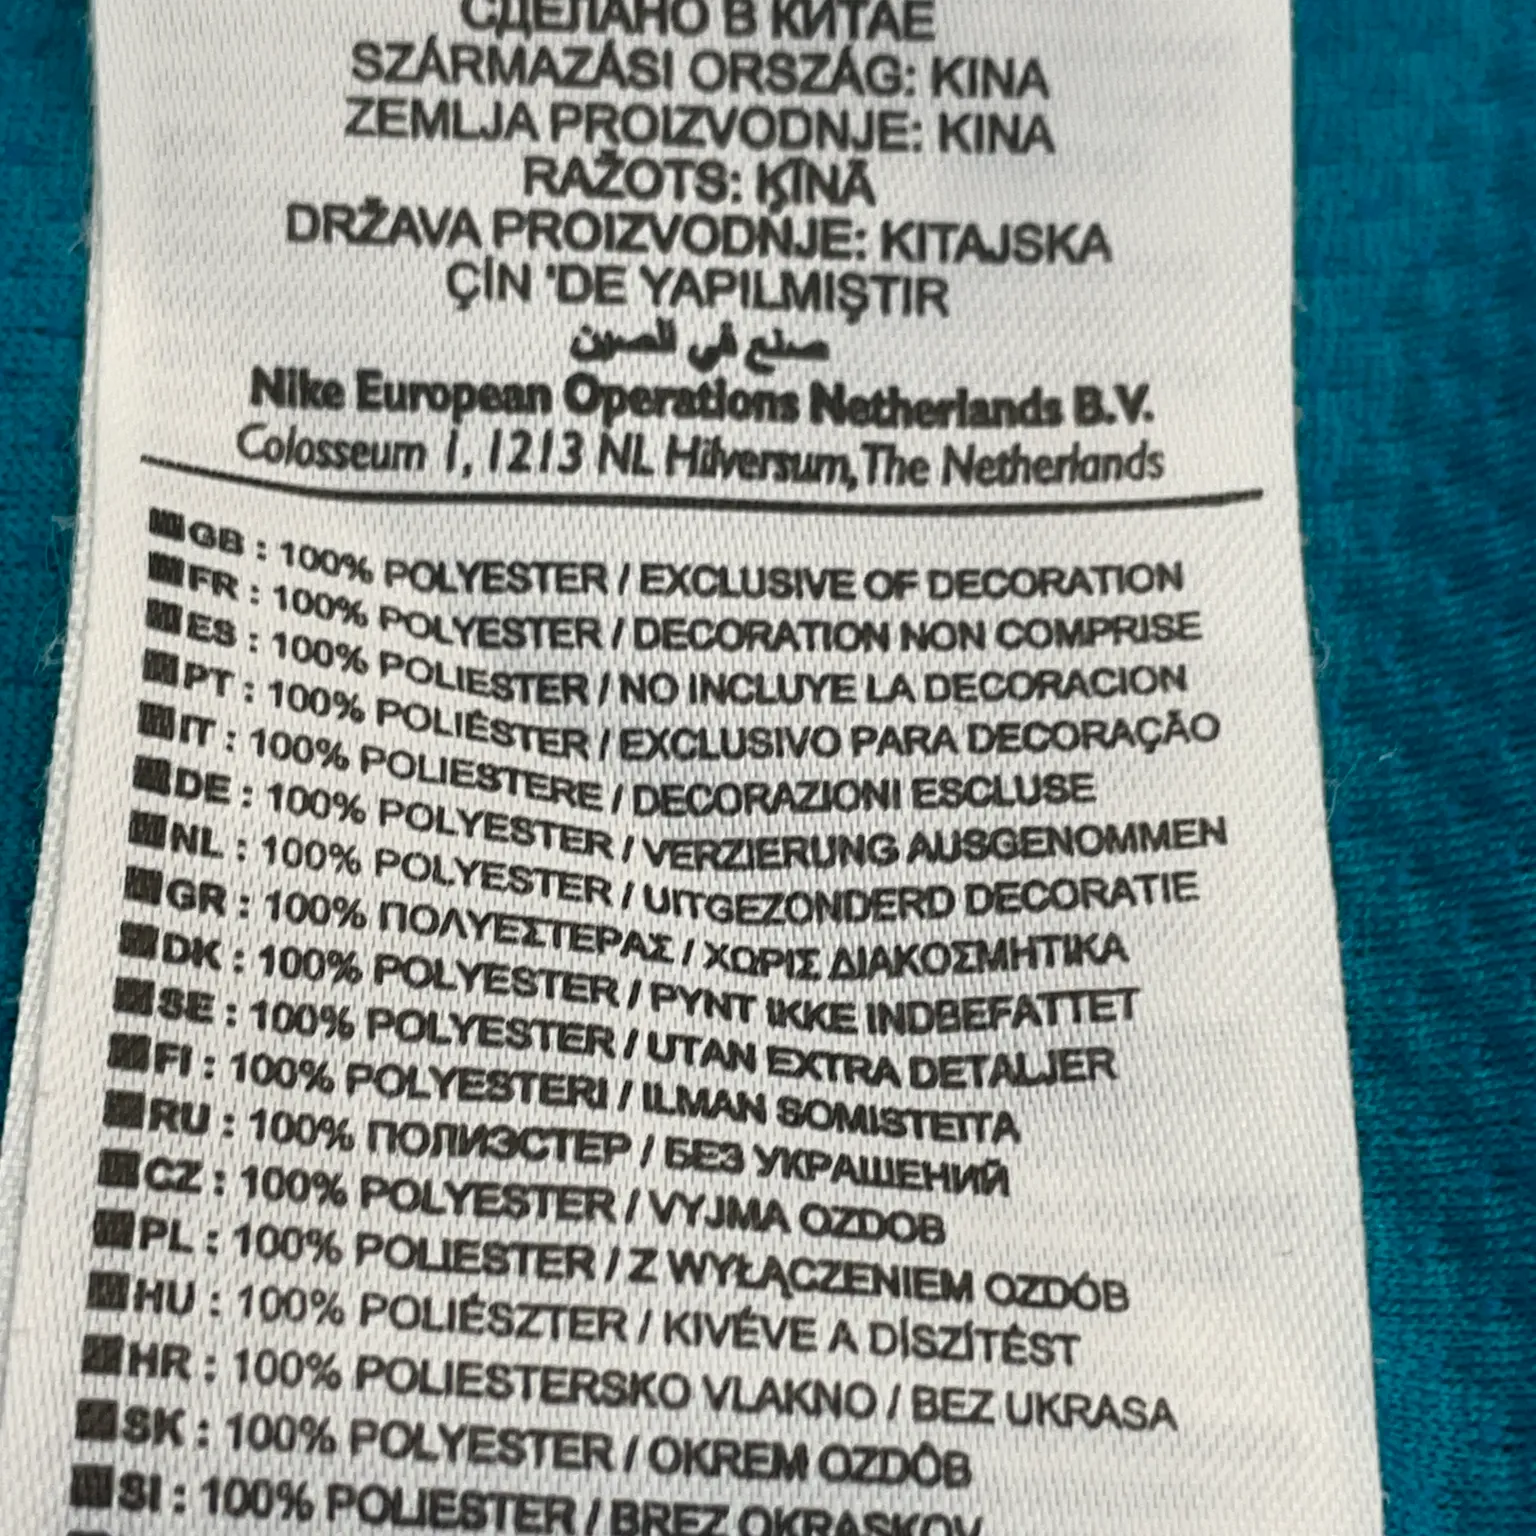 СДЕЛАНО В КИТАЕ
SZÁRMAZÁSI ORSZÁG: KINA
ZEMLJA PROIZVODNJE: KINA
RAŽOTS: ĶĪNĀ
DRŽAVA PROIZVODNJE: KITAJSKA
ÇİN 'DE YAPILMIŞTIR
صنع في الصين
Nike European Operations Netherlands B.V.
Colosseum 1, 1213 NL Hilversum, The Netherlands
GB : 100% POLYESTER / EXCLUSIVE OF DECORATION
FR : 100% POLYESTER / DECORATION NON COMPRISE
ES : 100% POLIESTER / NO INCLUYE LA DECORACION
PT : 100% POLIÉSTER / EXCLUSIVO PARA DECORAÇÃO
IT : 100% POLIESTERE / DECORAZIONI ESCLUSE
DE : 100% POLYESTER / VERZIERUNG AUSGENOMMEN
NL : 100% POLYESTER / UITGEZONDERD DECORATIE
GR : 100% ΠΟΛΥΕΣΤΕΡΑΣ / ΧΩΡΙΣ ΔΙΑΚΟΣΜΗΤΙΚΑ
DK : 100% POLYESTER / PYNT IKKE INDBEFATTET
SE : 100% POLYESTER / UTAN EXTRA DETALJER
FI : 100% POLYESTERI / ILMAN SOMISTEITA
RU : 100% ПОЛИЭСТЕР / БЕЗ УКРАШЕНИЙ
CZ : 100% POLYESTER / VYJMA OZDOB
PL : 100% POLIESTER / Z WYŁĄCZENIEM OZDÓB
HU : 100% POLIÉSZTER / KIVÉVE A DÍSZÍTÉST
HR : 100% POLIESTERSKO VLAKNO / BEZ UKRASA
SK : 100% POLYESTER / OKREM OZDÔB
SI : 100% POLIESTER / BREZ OKRASKOV